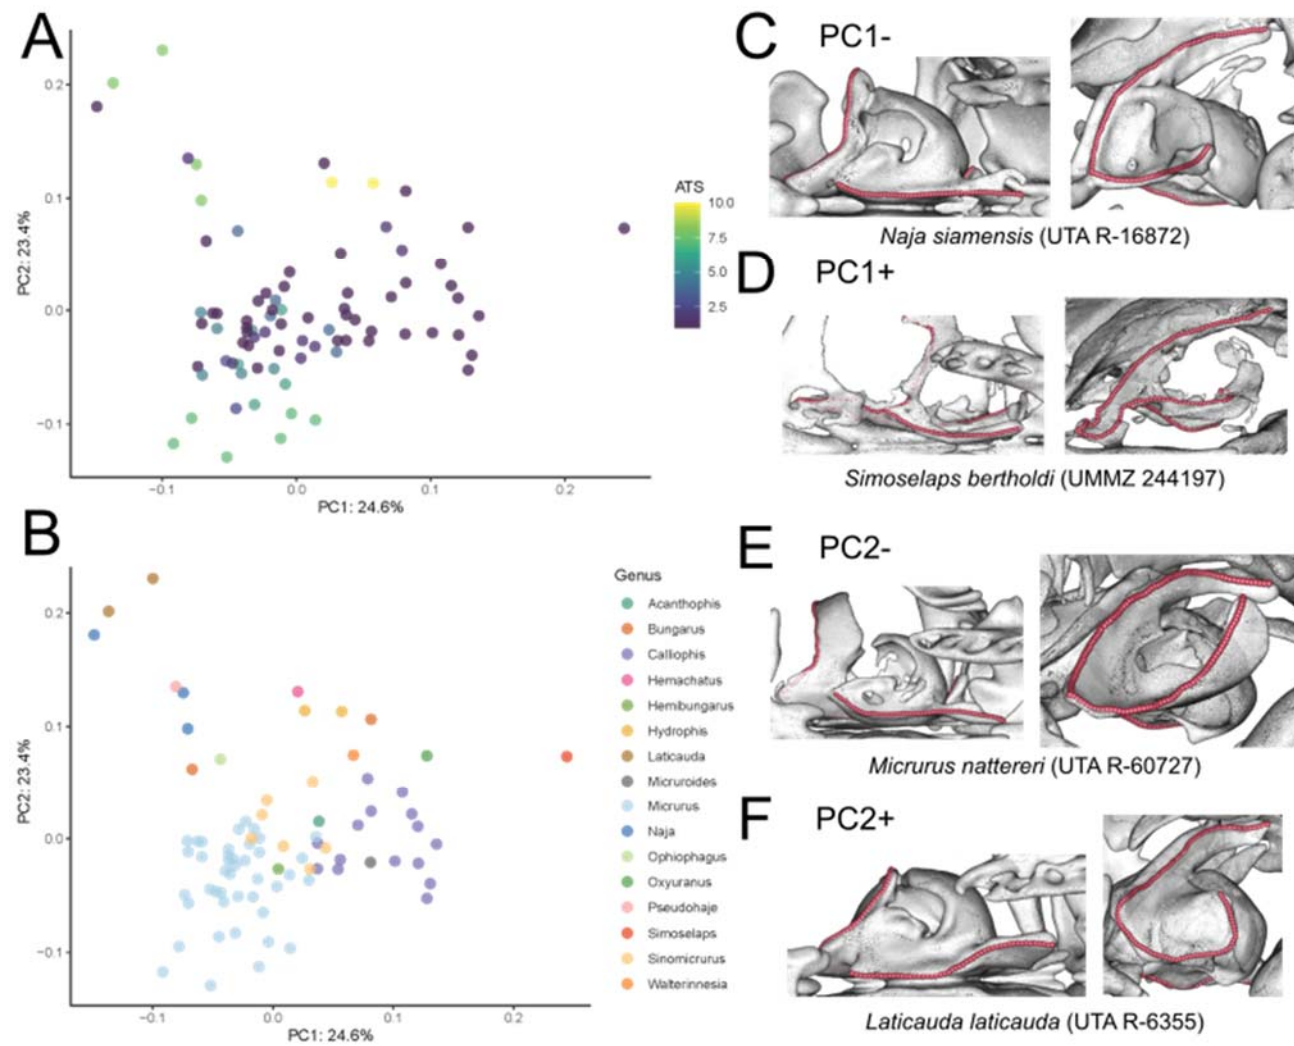 A
0.2
0.1
0.0
−0.1
PC2: 23.4%
−0.1
0.0
0.1
0.2
PC1: 24.6%
ATS
10.0
7.5
5.0
2.5
B
0.2
0.1
0.0
−0.1
PC2: 23.4%
−0.1
0.0
0.1
0.2
PC1: 24.6%
Genus
Acanthophis
Bungarus
Calliophis
Hemachatus
Hemibungarus
Hydrophis
Laticauda
Micruroides
Micrurus
Naja
Ophiophagus
Oxyuranus
Pseudohaje
Simoselaps
Sinomicrurus
Walterinnesia
C
PC1-
Naja siamensis (UTA R-16872)
D
PC1+
Simoselaps bertholdi (UMMZ 244197)
E
PC2-
Micrurus nattereri (UTA R-60727)
F
PC2+
Laticauda laticauda (UTA R-6355)